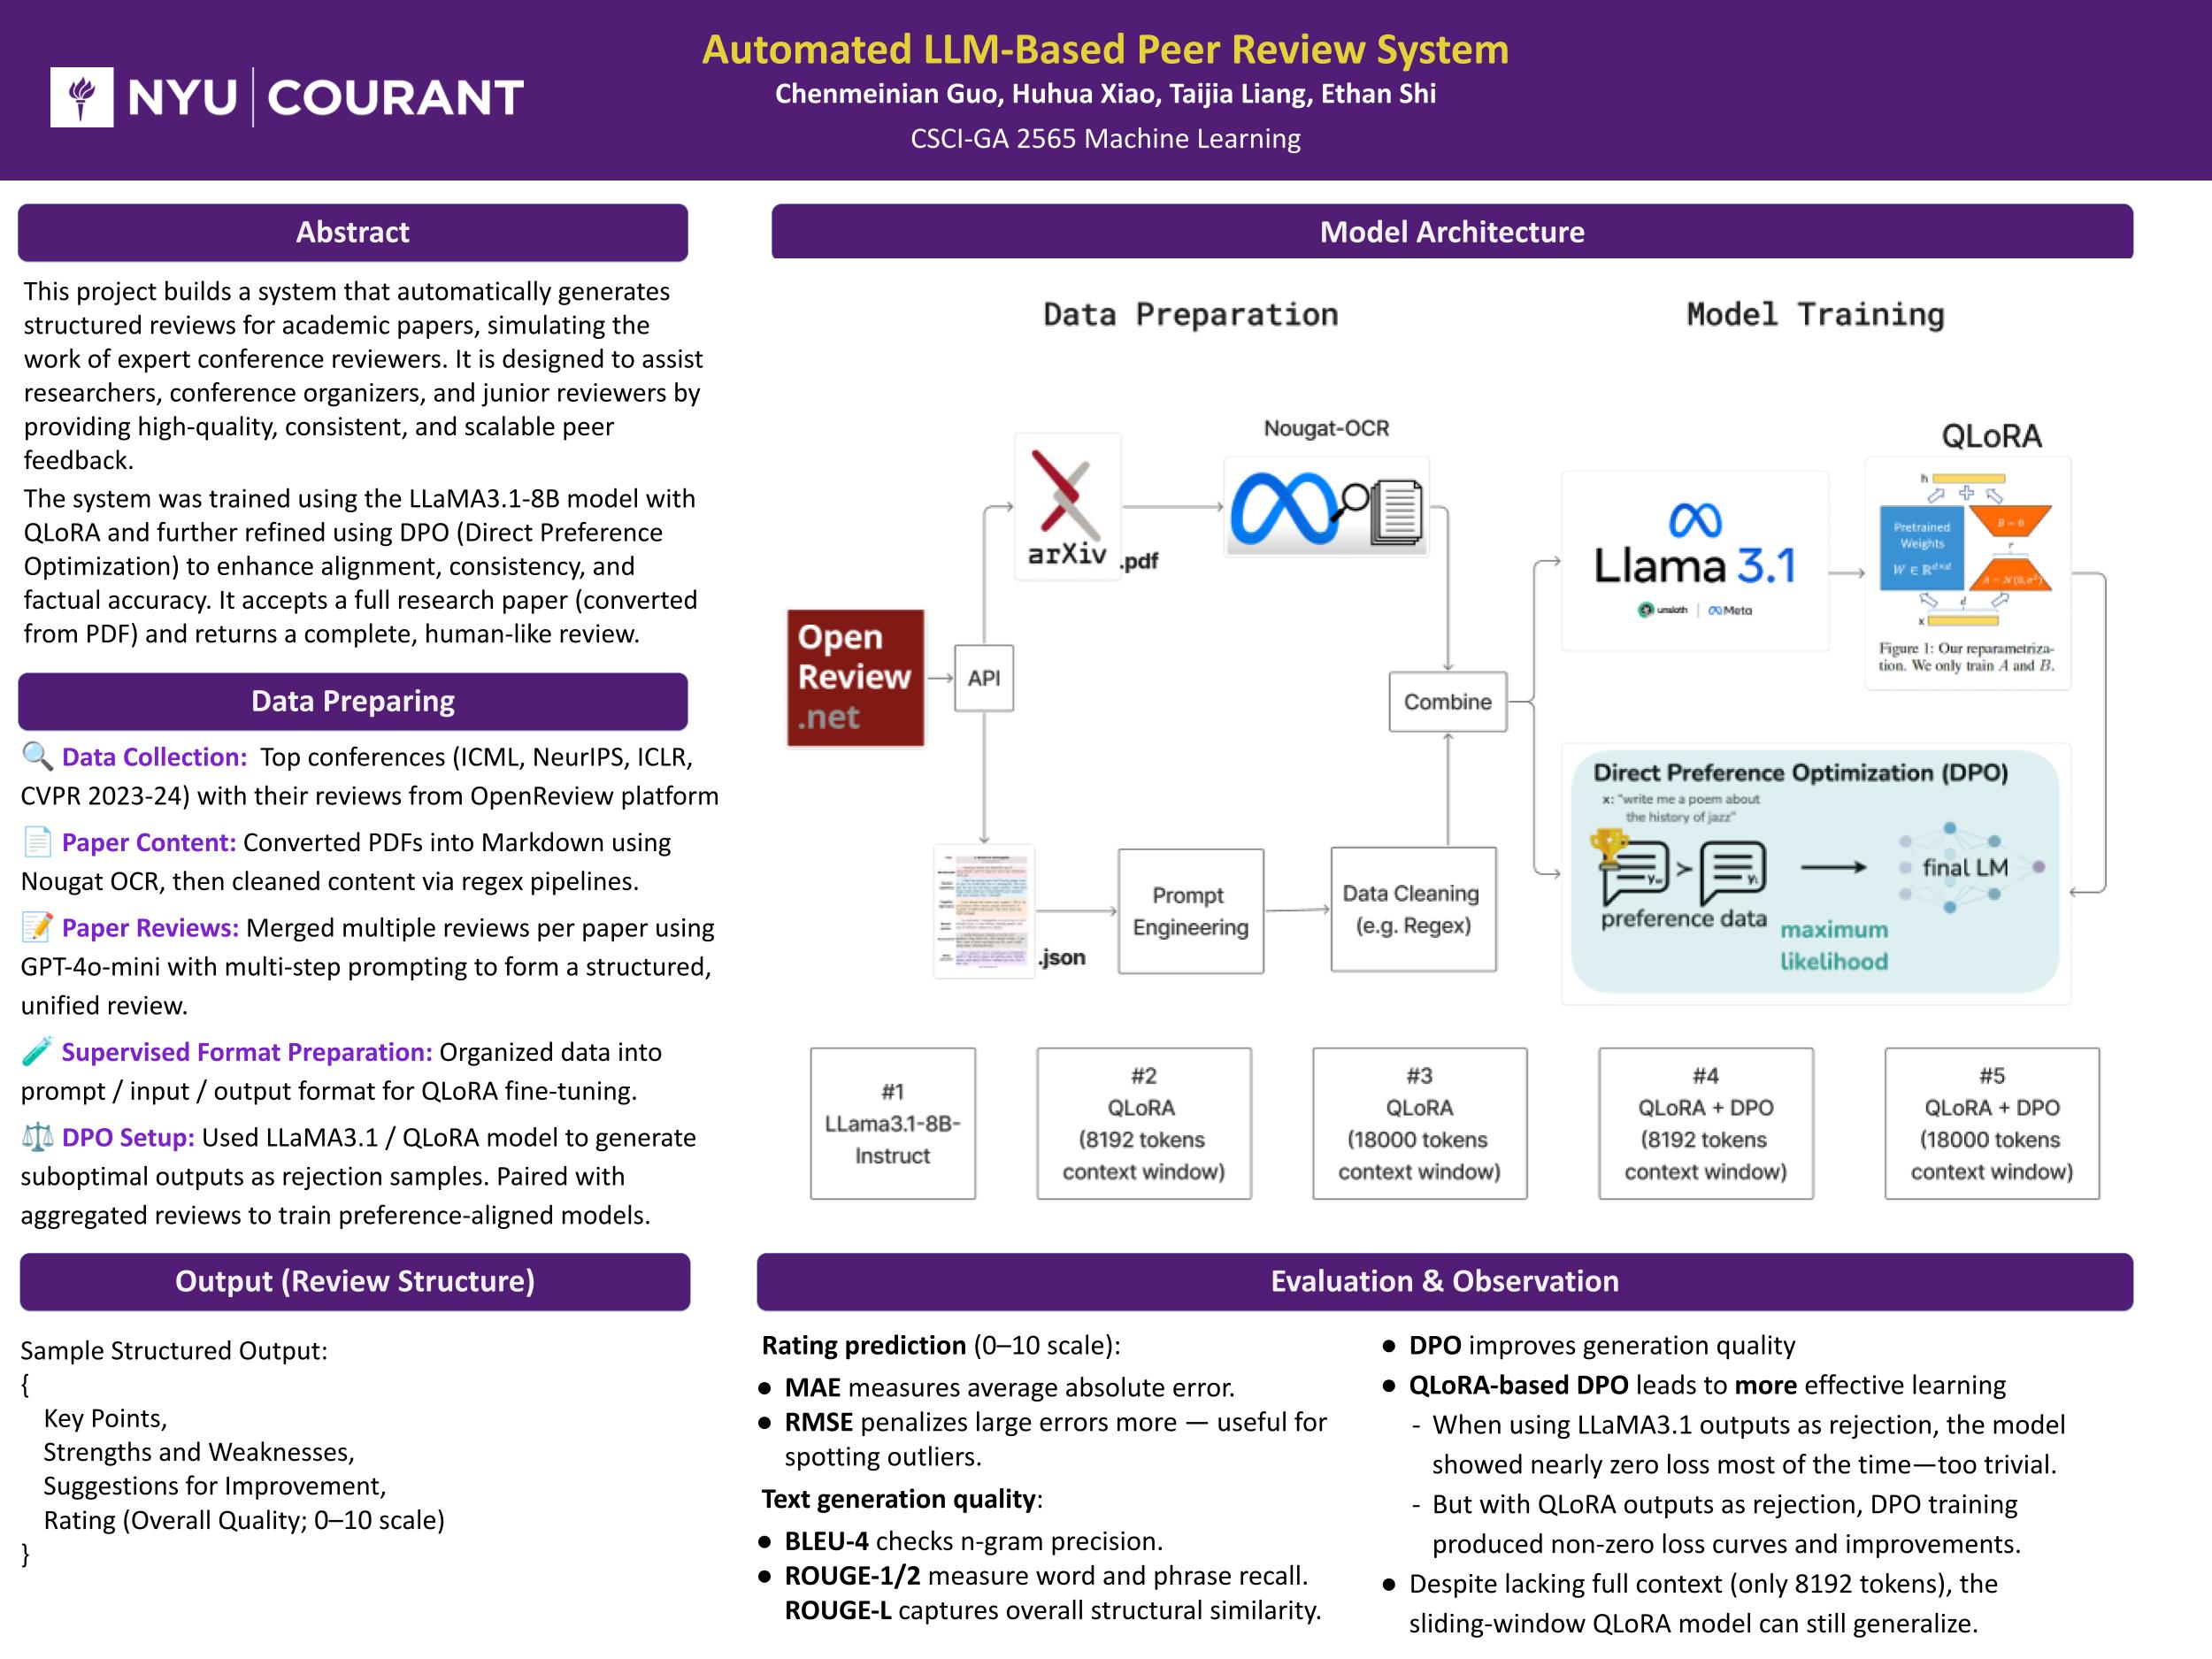 NYU | COURANT
Automated LLM-Based Peer Review System
Chenmeinian Guo, Huhua Xiao, Taijia Liang, Ethan Shi
CSCI-GA 2565 Machine Learning
Abstract
This project builds a system that automatically generates
structured reviews for academic papers, simulating the
work of expert conference reviewers. It is designed to assist
researchers, conference organizers, and junior reviewers by
providing high-quality, consistent, and scalable peer
feedback.
The system was trained using the LLaMA3.1-8B model with
QLoRA and further refined using DPO (Direct Preference
Optimization) to enhance alignment, consistency, and
factual accuracy. It accepts a full research paper (converted
from PDF) and returns a complete, human-like review.
Data Preparing
🔍 Data Collection: Top conferences (ICML, NeurIPS, ICLR,
CVPR 2023-24) with their reviews from OpenReview platform
📄 Paper Content: Converted PDFs into Markdown using
Nougat OCR, then cleaned content via regex pipelines.
📝 Paper Reviews: Merged multiple reviews per paper using
GPT-4o-mini with multi-step prompting to form a structured,
unified review.
🧪 Supervised Format Preparation: Organized data into
prompt / input / output format for QLoRA fine-tuning.
⚖️ DPO Setup: Used LLaMA3.1 / QLoRA model to generate
suboptimal outputs as rejection samples. Paired with
aggregated reviews to train preference-aligned models.
Output (Review Structure)
Sample Structured Output:
{
Key Points,
Strengths and Weaknesses,
Suggestions for Improvement,
Rating (Overall Quality; 0–10 scale)
}
Model Architecture
Data Preparation
Model Training
Open
Review
.net
API
arXiv
.pdf
Nougat-OCR
.json
Prompt
Engineering
Data Cleaning
(e.g. Regex)
Combine
Llama 3.1
unsloth | Meta
QLoRA
h
Pretrained
Weights
W ∈ ℝ^{d×d}
B = 0
r
A = 𝒩(0, σ²)
d
x
Figure 1: Our reparametriza-
tion. We only train A and B.
Direct Preference Optimization (DPO)
x: "write me a poem about
the history of jazz"
y_w > y_l
preference data
maximum
likelihood
final LM
#1
LLama3.1-8B-
Instruct
#2
QLoRA
(8192 tokens
context window)
#3
QLoRA
(18000 tokens
context window)
#4
QLoRA + DPO
(8192 tokens
context window)
#5
QLoRA + DPO
(18000 tokens
context window)
Evaluation & Observation
Rating prediction (0–10 scale):
● MAE measures average absolute error.
● RMSE penalizes large errors more — useful for
spotting outliers.
Text generation quality:
● BLEU-4 checks n-gram precision.
● ROUGE-1/2 measure word and phrase recall.
ROUGE-L captures overall structural similarity.
● DPO improves generation quality
● QLoRA-based DPO leads to more effective learning
- When using LLaMA3.1 outputs as rejection, the model
showed nearly zero loss most of the time—too trivial.
- But with QLoRA outputs as rejection, DPO training
produced non-zero loss curves and improvements.
● Despite lacking full context (only 8192 tokens), the
sliding-window QLoRA model can still generalize.